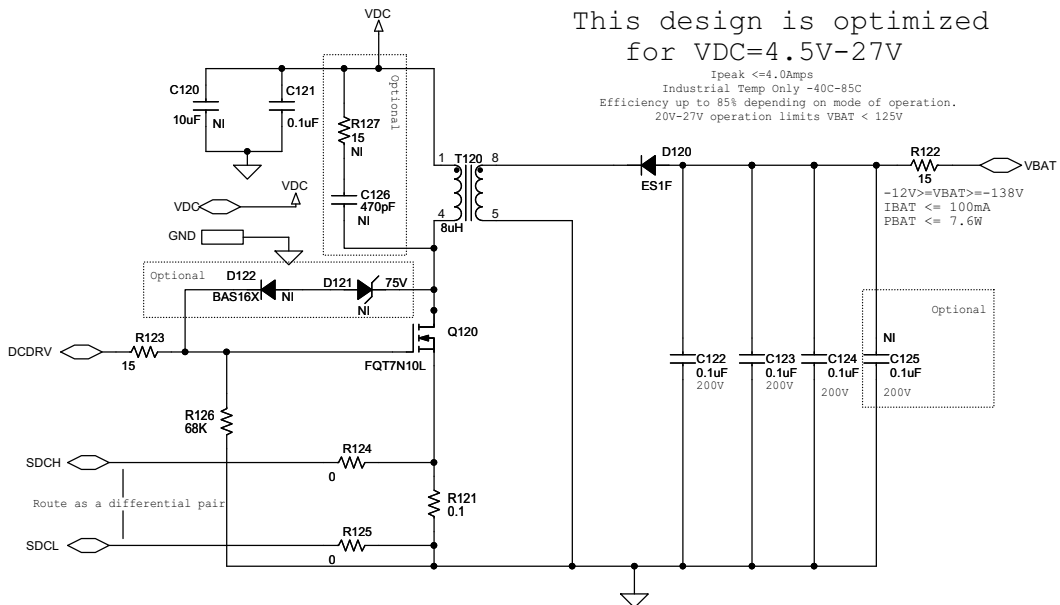 This design is optimized
for VDC=4.5V-27V
Ipeak <=4.0Amps
Industrial Temp Only -40C-85C
Efficiency up to 85% depending on mode of operation.
20V-27V operation limits VBAT < 125V
VDC
C120
10uF
NI
C121
0.1uF
R127
15
NI
Optional
C126
470pF
NI
1
T120
8
4
5
8uH
D120
ES1F
R122
15
VBAT
-12V>=VBAT>=-138V
IBAT <= 100mA
PBAT <= 7.6W
VDC
VDC
GND
Optional
D122
BAS16X
NI
D121
75V
NI
DCDRV
R123
15
Q120
FQT7N10L
R126
68K
SDCH
R124
0
Route as a differential pair
R121
0.1
SDCL
R125
0
C122
0.1uF
200V
C123
0.1uF
200V
C124
0.1uF
200V
Optional
NI
C125
0.1uF
200V